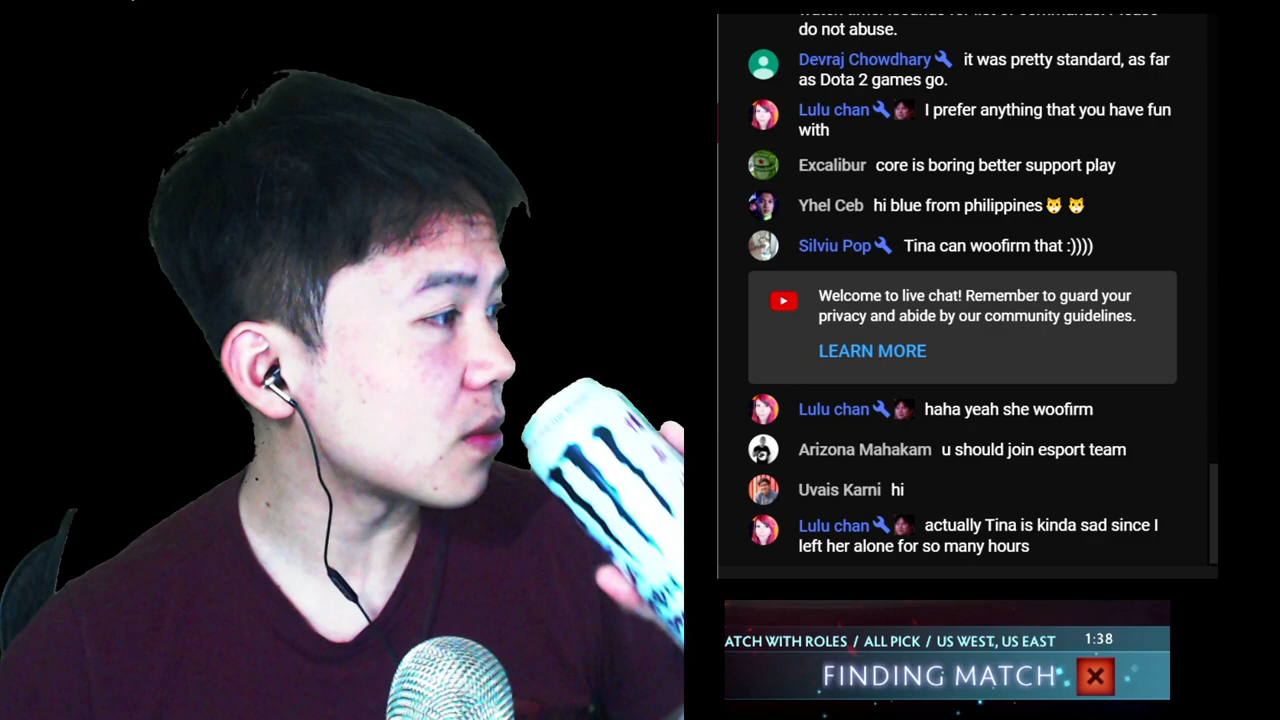 do not abuse.
Devraj Chowdhary it was pretty standard, as far
as Dota 2 games go.
Lulu chan I prefer anything that you have fun
with
Excalibur core is boring better support play
Yhel Ceb hi blue from philippines
Silviu Pop Tina can woofirm that :))))
Welcome to live chat! Remember to guard your
privacy and abide by our community guidelines.
LEARN MORE
Lulu chan haha yeah she woofirm
Arizona Mahakam u should join esport team
Uvais Karni hi
Lulu chan actually Tina is kinda sad since I
left her alone for so many hours
ATCH WITH ROLES / ALL PICK / US WEST, US EAST 1:38
FINDING MATCH